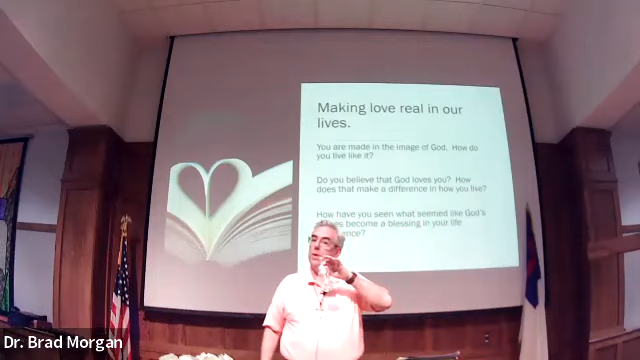 Making love real in our
lives.
You are made in the image of God. How do
you live like it?
Do you believe that God loves you? How
does that make a difference in how you live?
How have you seen what seemed like God's
become a blessing in your life
Dr. Brad Morgan